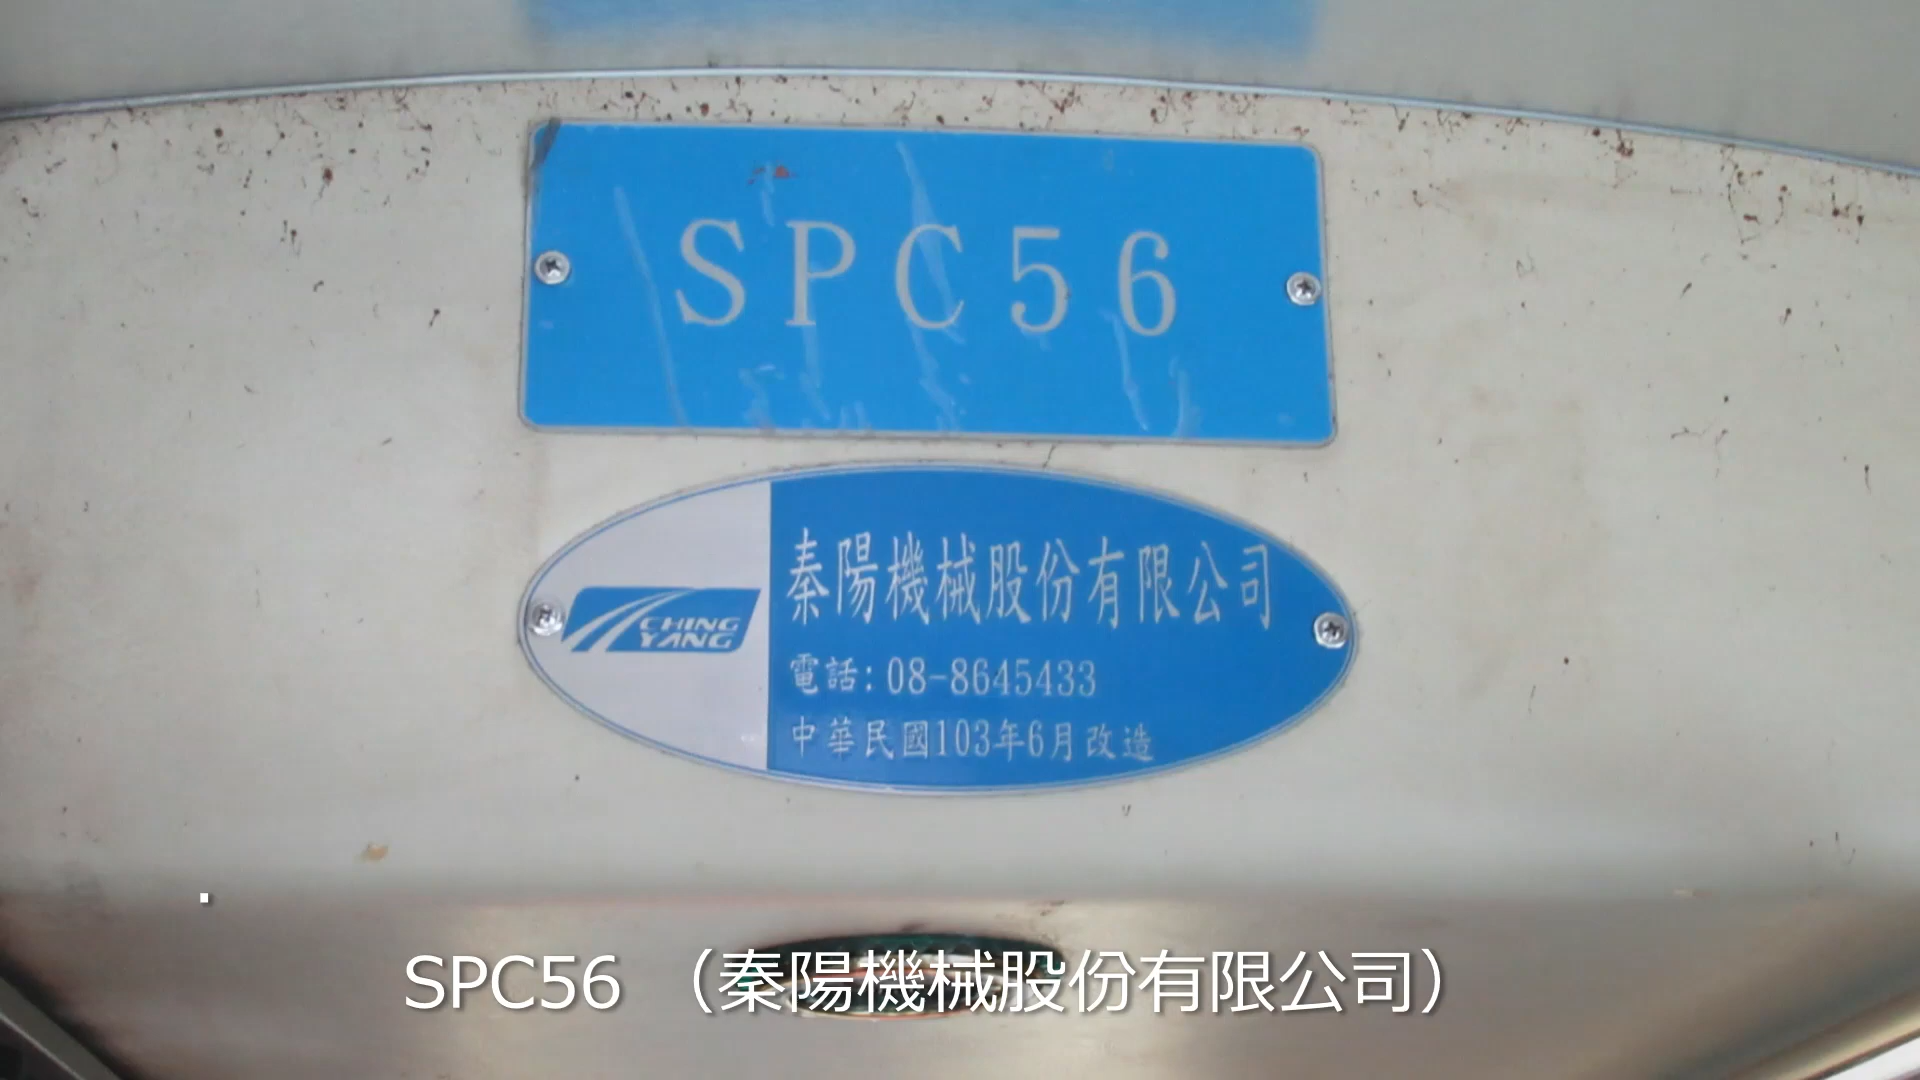 SPC56
CHING
YANG
秦陽機械股份有限公司
電話:08-8645433
中華民國103年6月改造
SPC56 （秦陽機械股份有限公司）